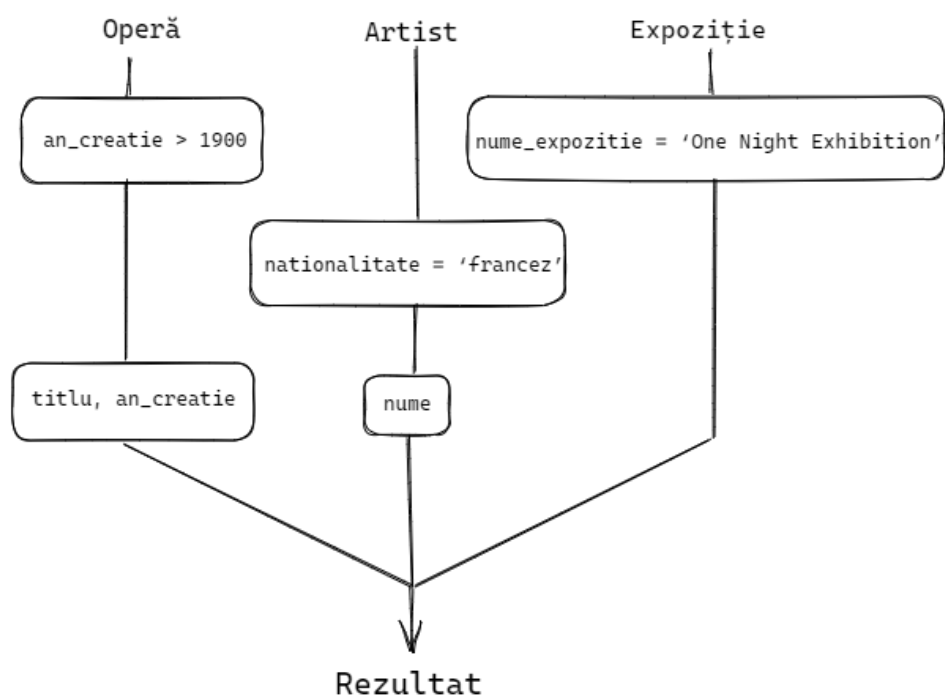 Operă
Artist
Expoziție
an_creatie > 1900
nume_expozitie = ‘One Night Exhibition’
nationalitate = ‘francez’
titlu, an_creatie
nume
Rezultat